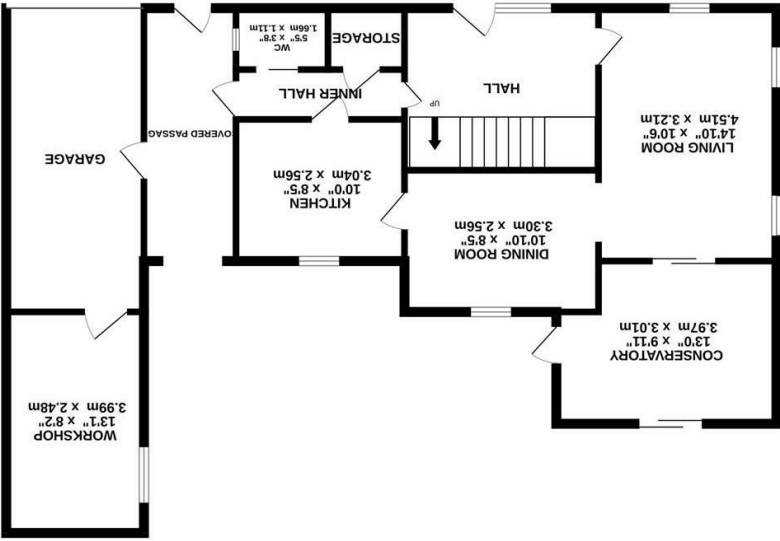 WORKSHOP
13'1" x 8'2"
3.99m x 2.48m
CONSERVATORY
13'0" x 9'11"
3.97m x 3.01m
DINING ROOM
10'10" x 8'5"
3.30m x 2.56m
KITCHEN
10'0" x 8'5"
3.04m x 2.56m
LIVING ROOM
14'10" x 10'6"
4.51m x 3.21m
GARAGE
OVERED PASSAG
UP
HALL
INNER HALL
STORAGE
WC
5'5" x 3'8"
1.66m x 1.11m